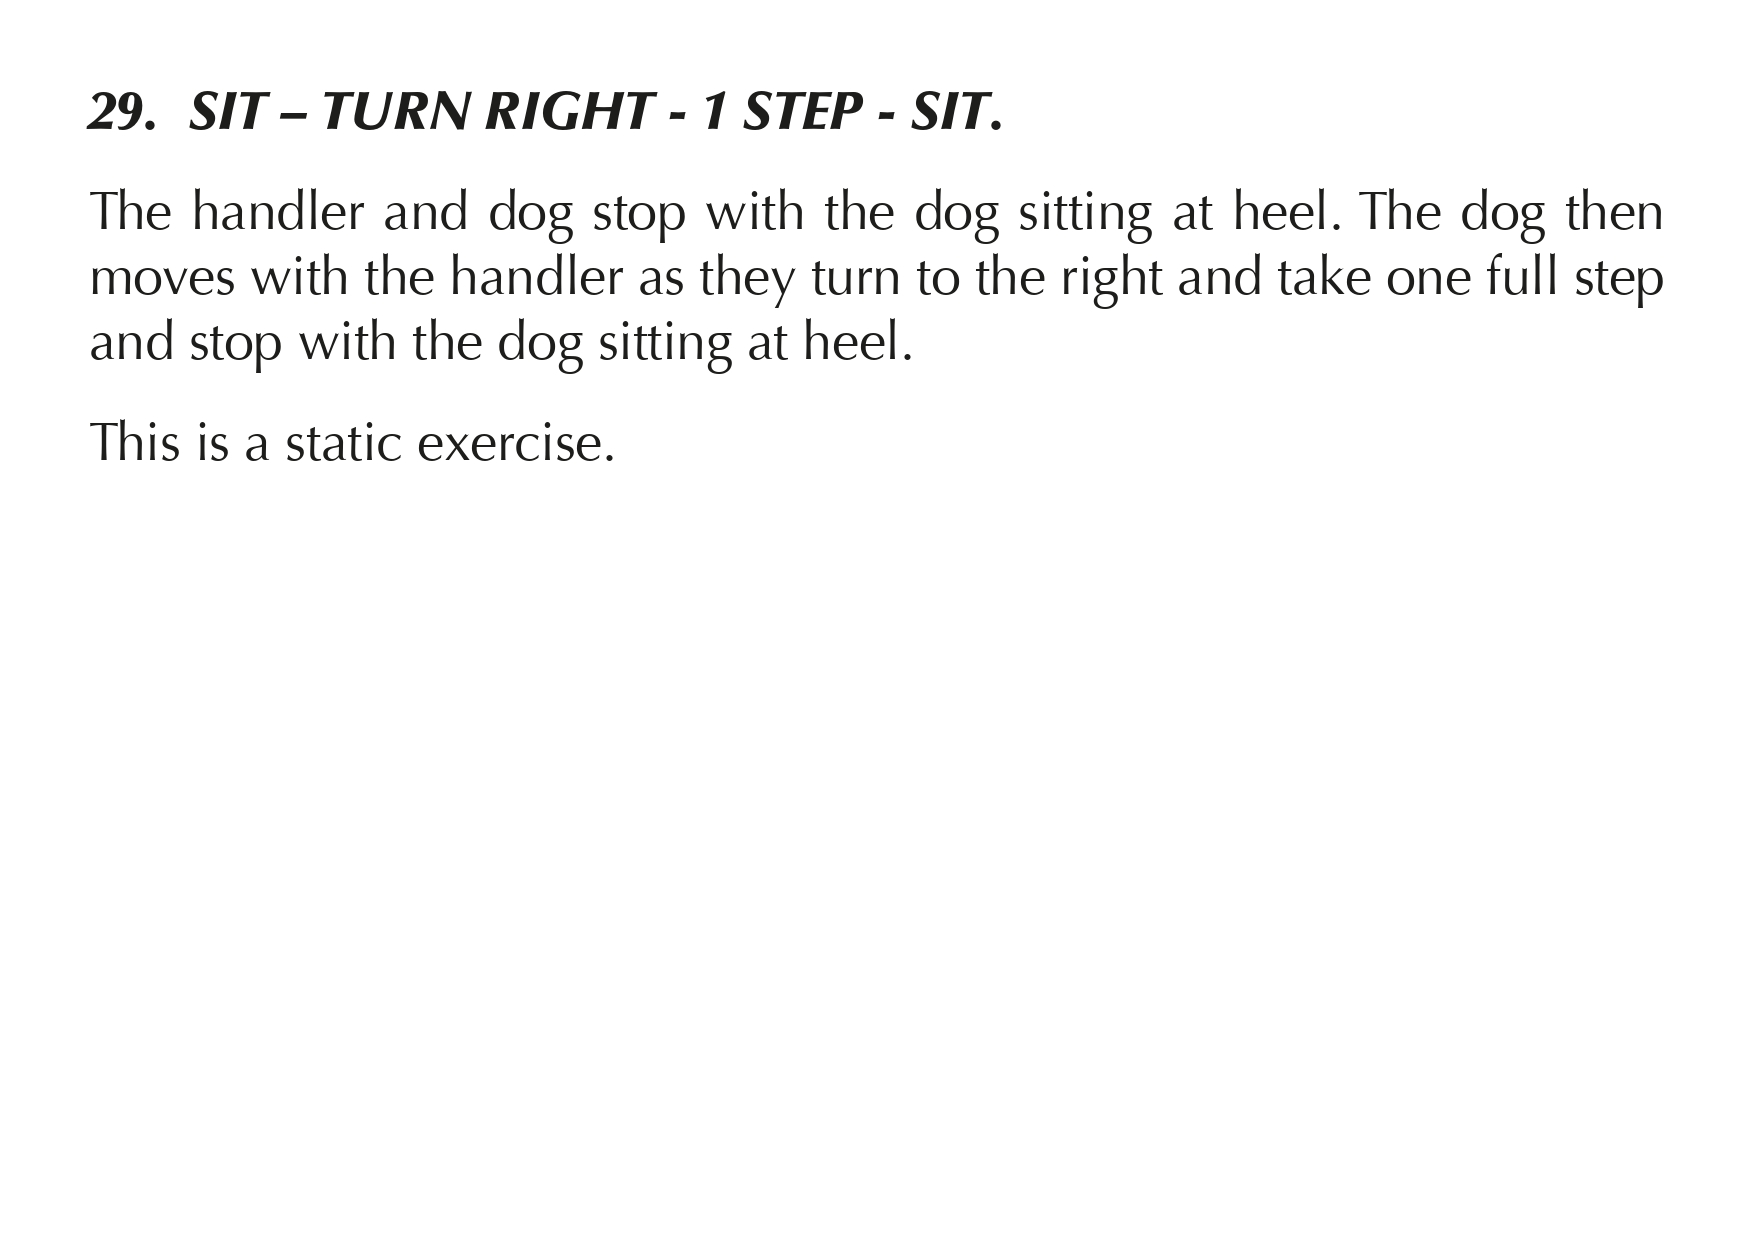 29. SIT – TURN RIGHT - 1 STEP - SIT.
The handler and dog stop with the dog sitting at heel. The dog then
moves with the handler as they turn to the right and take one full step
and stop with the dog sitting at heel.
This is a static exercise.